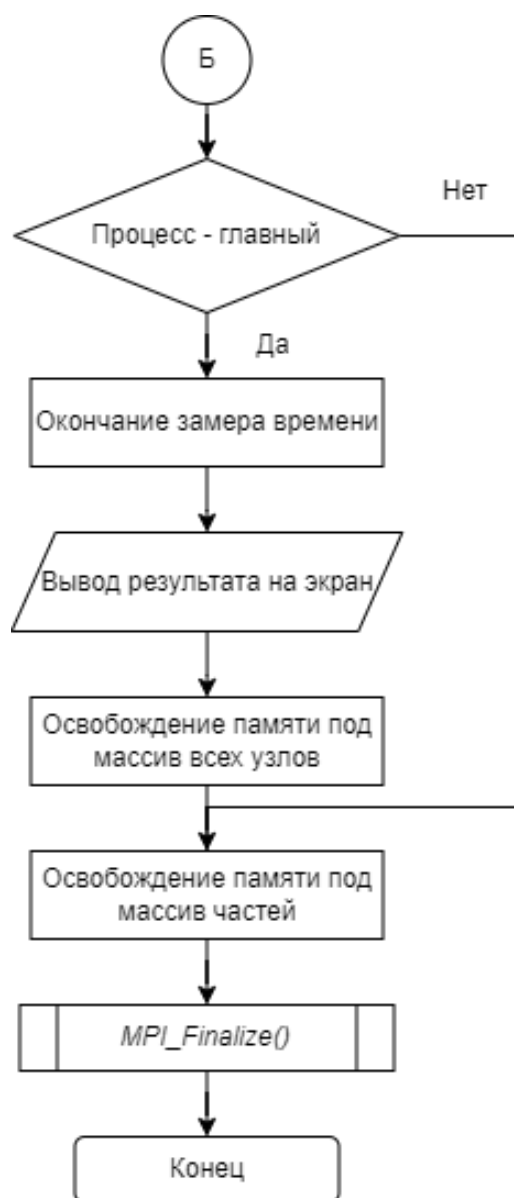 Б
Нет
Процесс - главный
Да
Окончание замера времени
Вывод результата на экран
Освобождение памяти под
массив всех узлов
Освобождение памяти под
массив частей
MPI_Finalize()
Конец